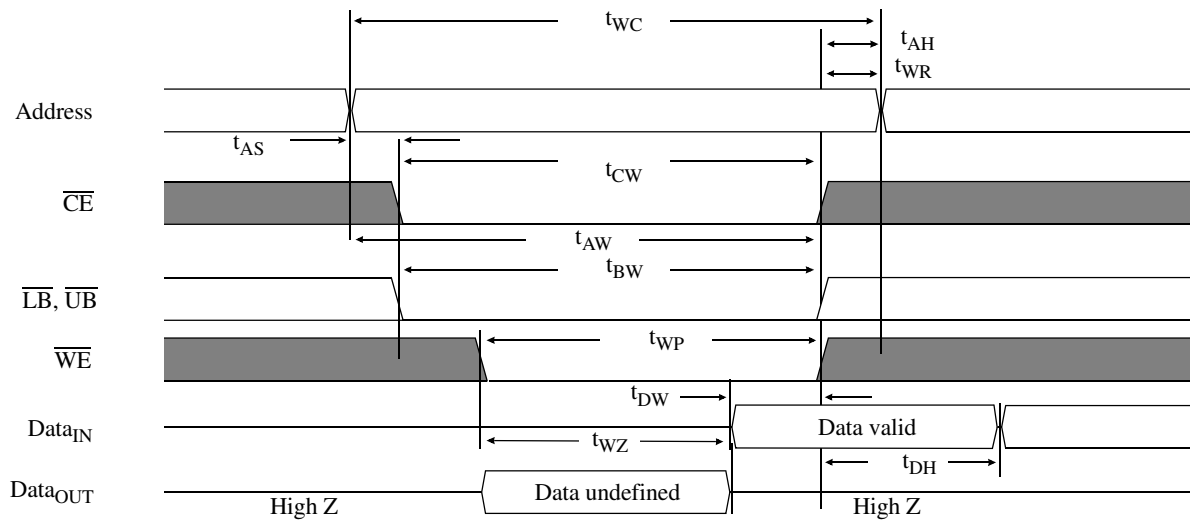 tWC
tAH
tWR
Address
tAS
tCW
CE
tAW
tBW
LB, UB
tWP
WE
tDW
DataIN
Data valid
tWZ
tDH
DataOUT
Data undefined
High Z
High Z